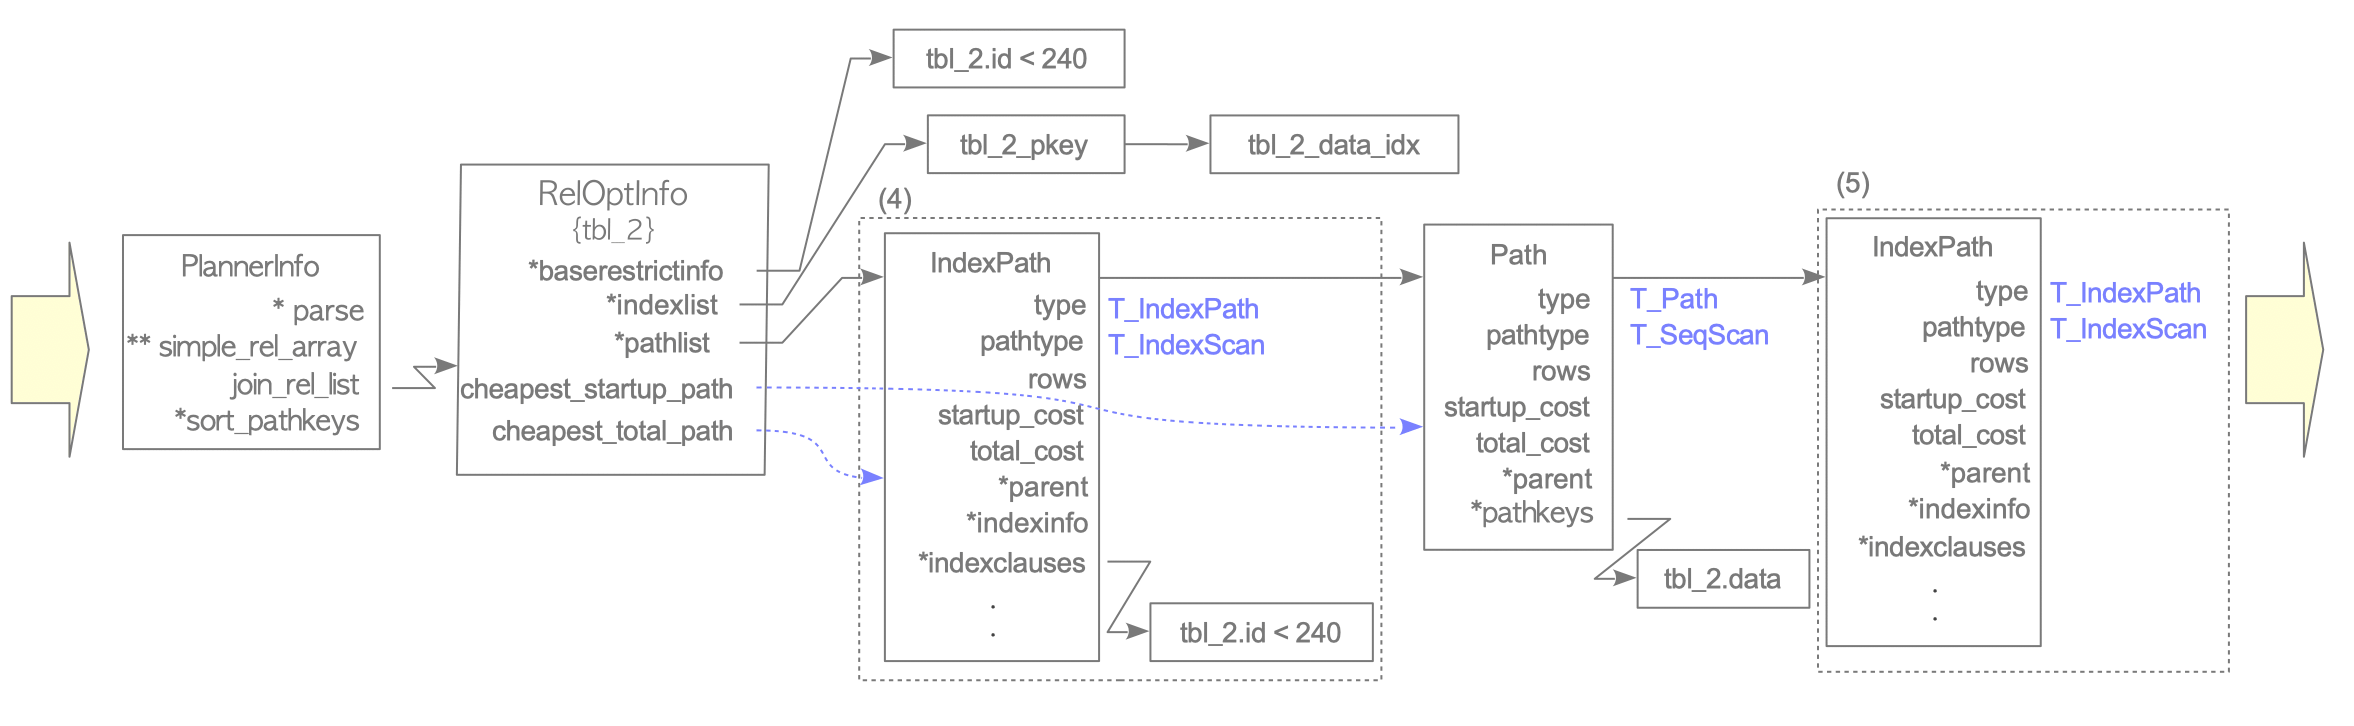 tbl_2.id < 240
tbl_2_pkey
tbl_2_data_idx
PlannerInfo
* parse
** simple_rel_array
join_rel_list
*sort_pathkeys
RelOptInfo
{tbl_2}
*baserestrictinfo
*indexlist
*pathlist
cheapest_startup_path
cheapest_total_path
(4)
IndexPath
type T_IndexPath
pathtype T_IndexScan
rows
startup_cost
total_cost
*parent
*indexinfo
*indexclauses
.
.
tbl_2.id < 240
Path
type T_Path
pathtype T_SeqScan
rows
startup_cost
total_cost
*parent
*pathkeys
tbl_2.data
(5)
IndexPath
type T_IndexPath
pathtype T_IndexScan
rows
startup_cost
total_cost
*parent
*indexinfo
*indexclauses
.
.